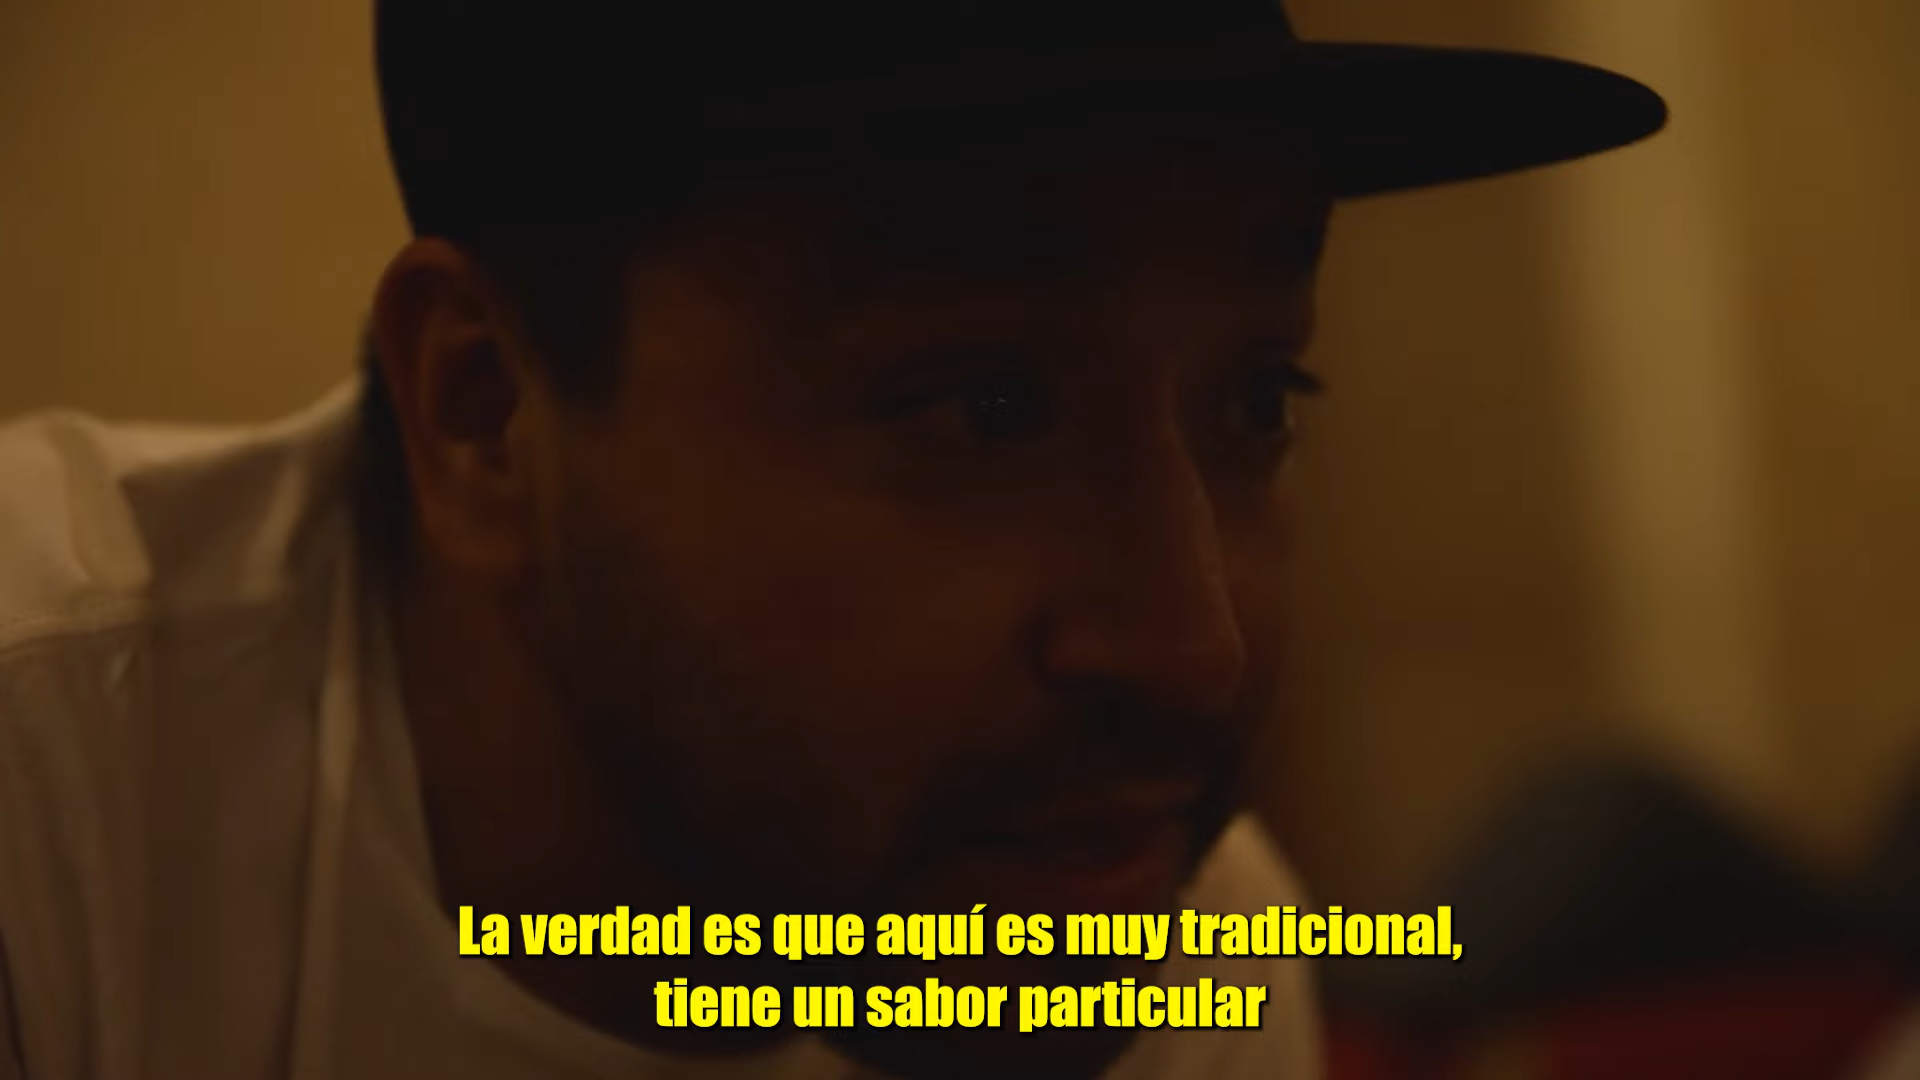 La verdad es que aquí es muy tradicional,
tiene un sabor particular